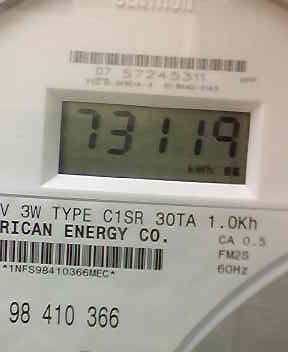 07 57245311
73119
kWh
V 3W TYPE C1SR 30TA 1.0Kh
RICAN ENERGY CO.
CA 0.5
FM2S
60Hz
*1NFS98410366MEC*
98 410 366